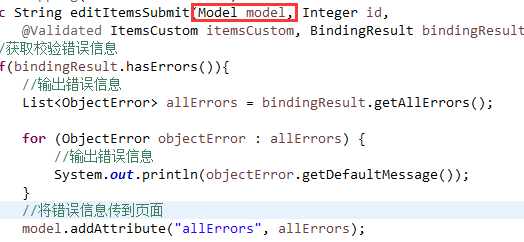 c String editItemsSubmit(Model model, Integer id,
@Validated ItemsCustom itemsCustom, BindingResult bindingResult
/获取校验错误信息
f(bindingResult.hasErrors()){
//输出错误信息
List<ObjectError> allErrors = bindingResult.getAllErrors();
for (ObjectError objectError : allErrors) {
//输出错误信息
System.out.println(objectError.getDefaultMessage());
}
//将错误信息传到页面
model.addAttribute("allErrors", allErrors);